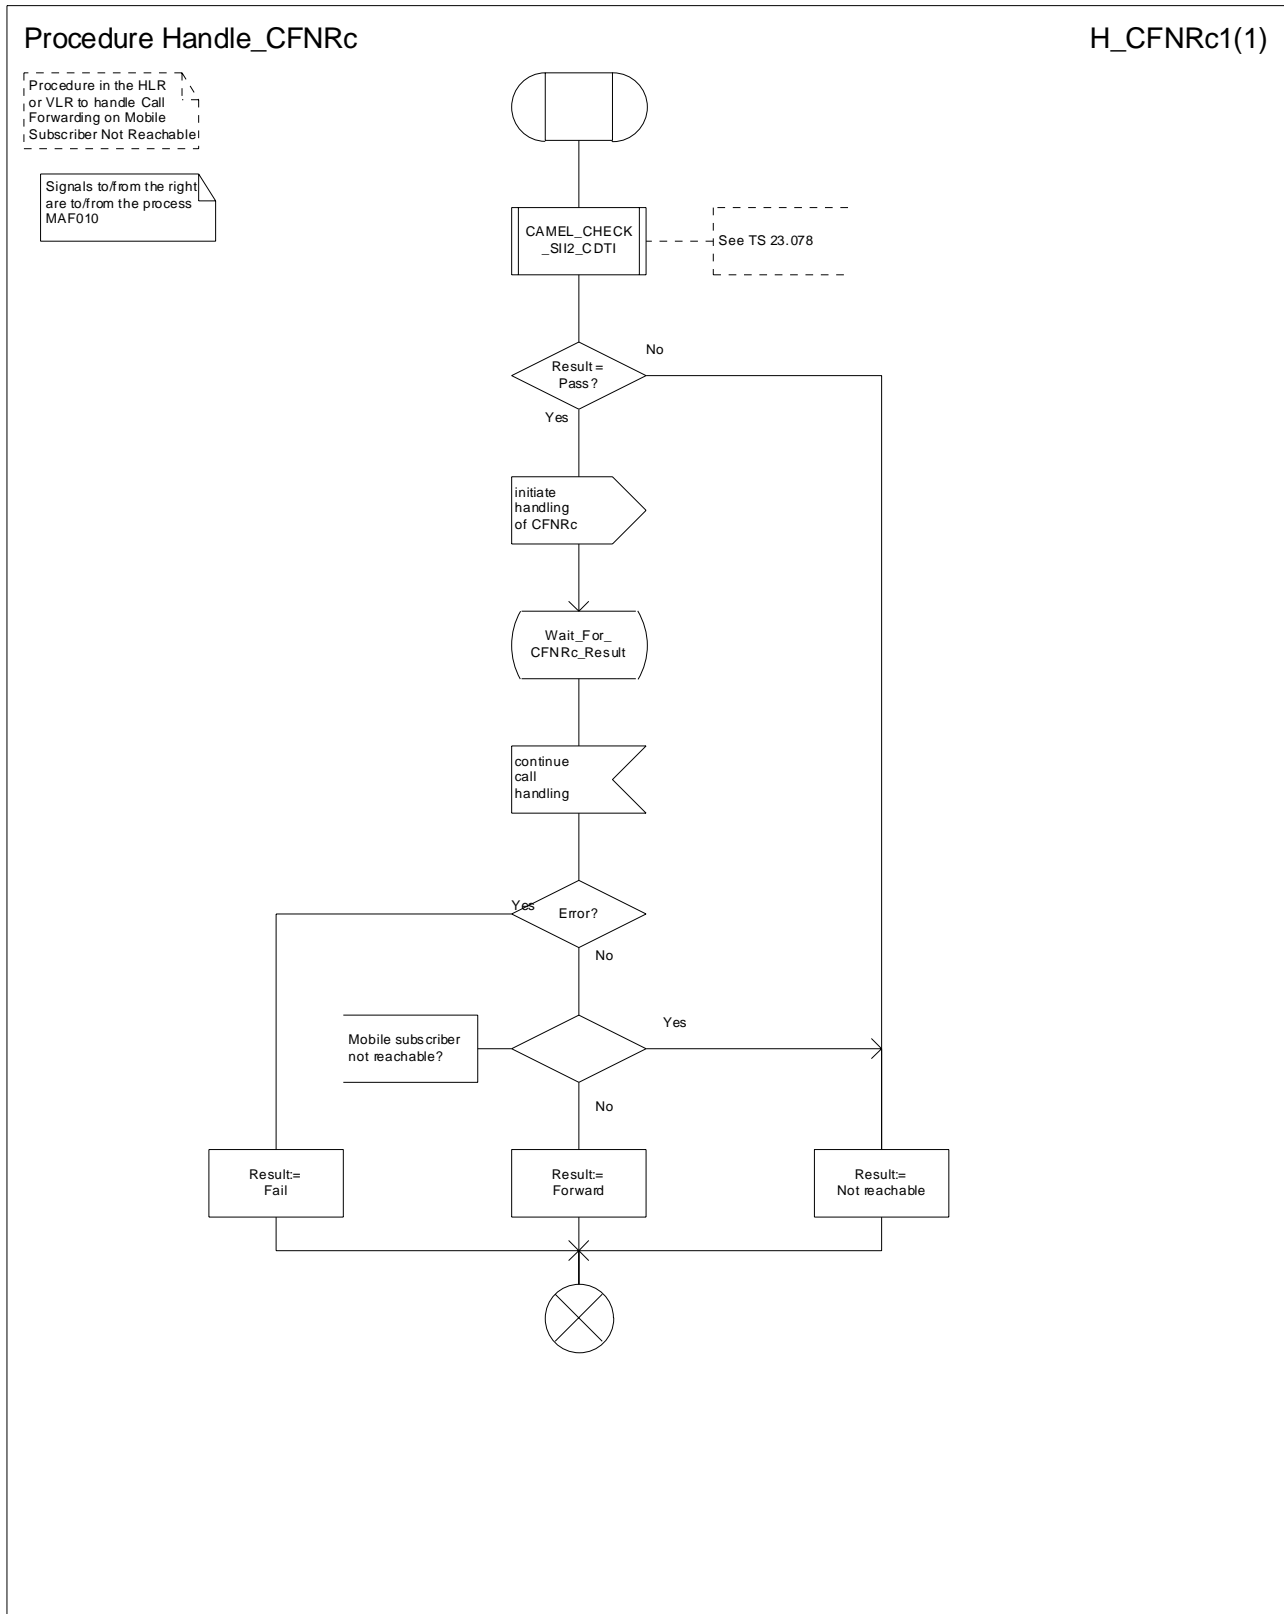 Procedure Handle_CFNRc
H_CFNRc1(1)
Procedure in the HLR
or VLR to handle Call
Forwarding on Mobile
Subscriber Not Reachable
Signals to/from the right
are to/from the process
MAF010
CAMEL_CHECK
_SII2_CDTI
See TS 23.078
Result =
Pass?
No
Yes
initiate
handling
of CFNRc
Wait_For_
CFNRc_Result
continue
call
handling
Yes
Error?
No
Mobile subscriber
not reachable?
Yes
No
Result:=
Fail
Result:=
Forward
Result:=
Not reachable